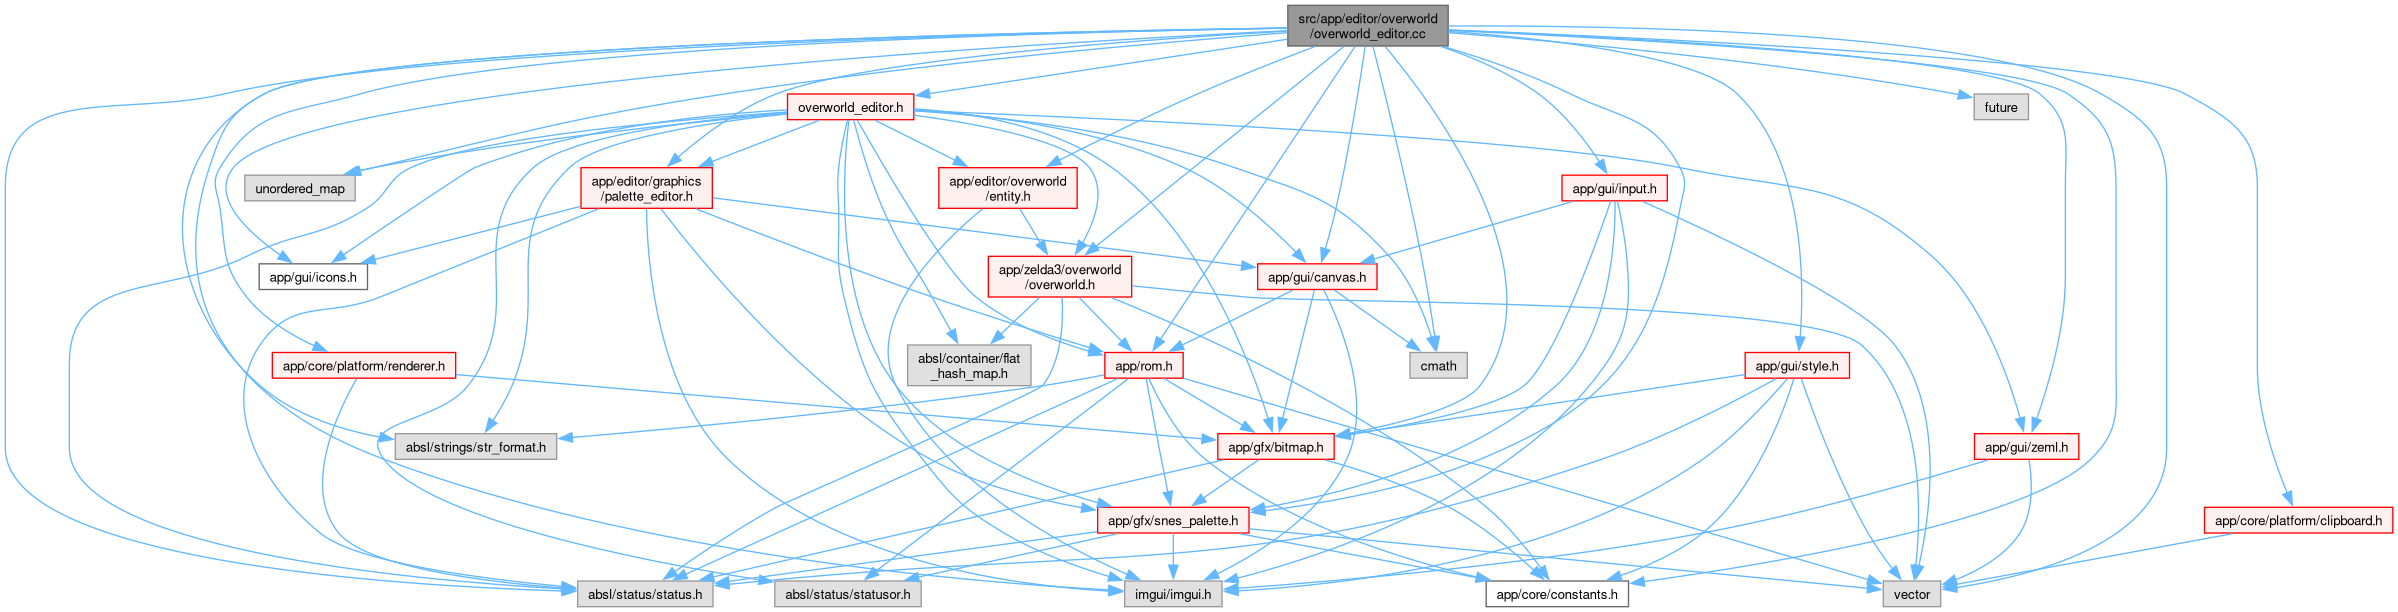 src/app/editor/overworld
/overworld_editor.cc
overworld_editor.h
future
unordered_map
app/editor/graphics
/palette_editor.h
app/editor/overworld
/entity.h
app/gui/input.h
app/gui/icons.h
app/zelda3/overworld
/overworld.h
app/gui/canvas.h
app/core/platform/renderer.h
absl/container/flat
_hash_map.h
app/rom.h
cmath
app/gui/style.h
absl/strings/str_format.h
app/gfx/bitmap.h
app/gui/zeml.h
app/gfx/snes_palette.h
app/core/platform/clipboard.h
absl/status/status.h
absl/status/statusor.h
imgui/imgui.h
app/core/constants.h
vector